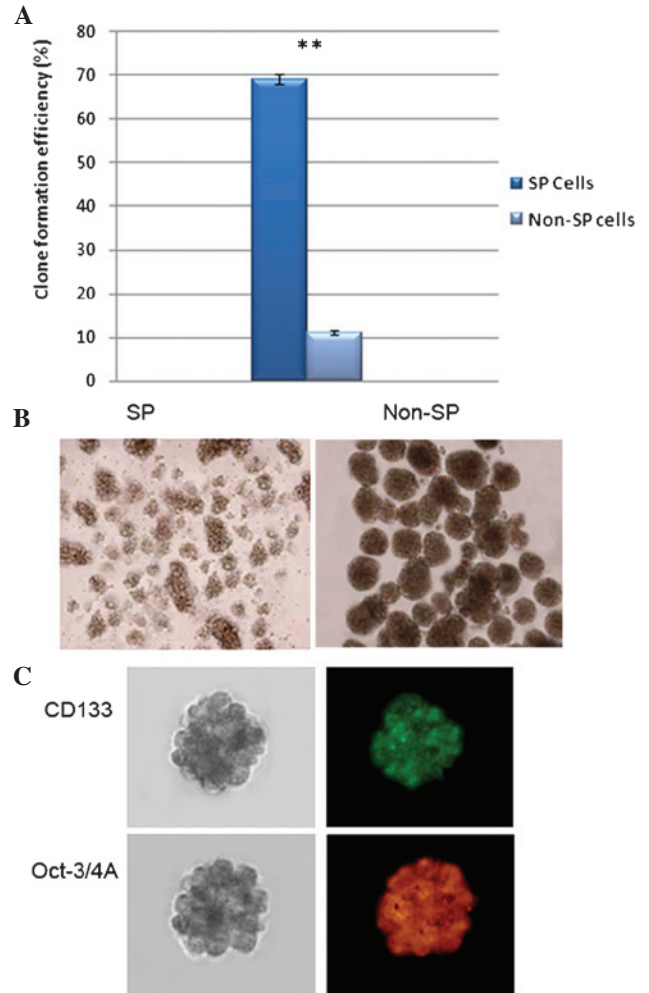 A
**
Clone formation efficiency (%)
80
70
60
50
40
30
20
10
0
SP Cells
Non-SP cells
B
SP
Non-SP
C
CD133
Oct-3/4A